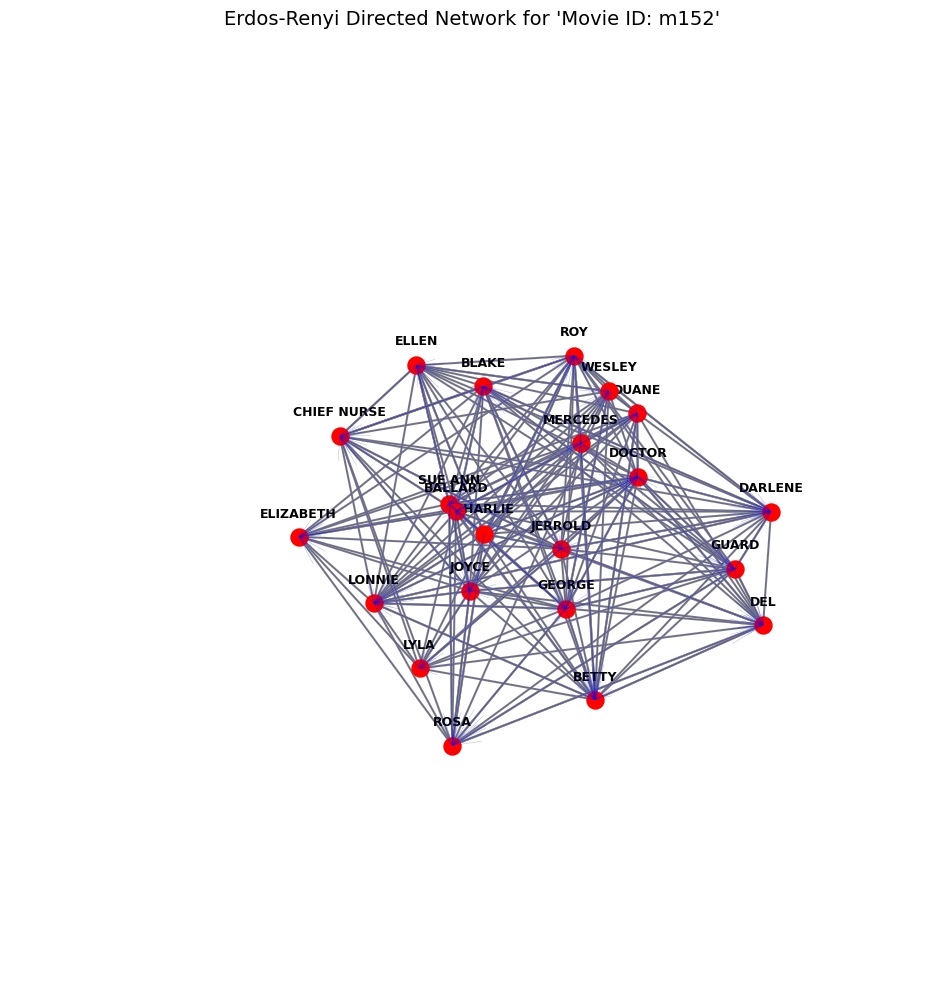 Erdos-Renyi Directed Network for 'Movie ID: m152'
ROY
ELLEN
BLAKE
WESLEY
DUANE
CHIEF NURSE
MERCEDES
DOCTOR
SUE ANN
BALLARD
DARLENE
CHARLIE
ELIZABETH
JERROLD
GUARD
JOYCE
LONNIE
GEORGE
DEL
LYLA
BETTY
ROSA